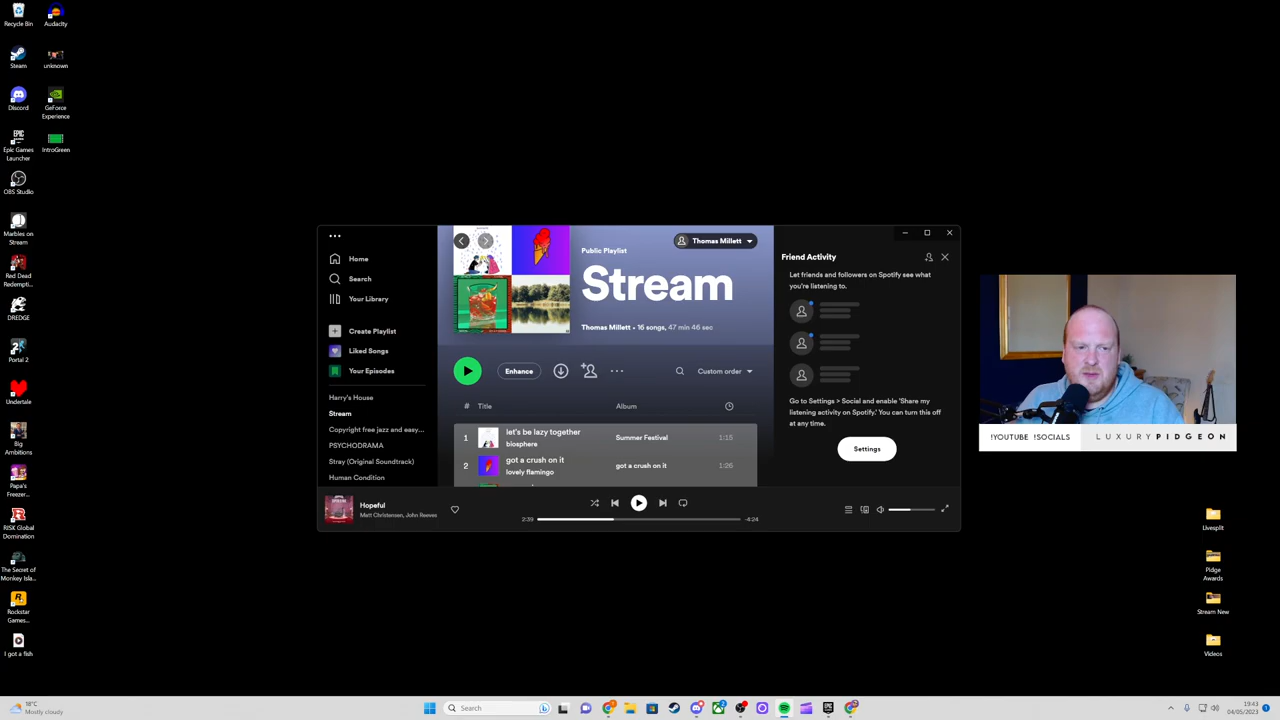 Recycle Bin
Audacity
Steam
unknown
Discord
GeForce
Experience
Epic Games
Launcher
IntroGreen
OBS Studio
Marbles on
Stream
Red Dead
Redempti...
DREDGE
Portal 2
Undertale
Big
Ambitions
Papa's
Freezer...
RISK Global
Domination
The Secret of
Monkey Isla...
Rockstar
Games...
I got a fish
Home
Search
Your Library
Create Playlist
Liked Songs
Your Episodes
Harry's House
Stream
Copyright free jazz and easy...
PSYCHODRAMA
Stray (Original Soundtrack)
Human Condition
Thomas Millett
Public Playlist
Stream
Thomas Millett • 16 songs, 47 min 46 sec
Enhance
Custom order
# Title Album
1 let's be lazy together Summer Festival 1:15
biosphere
2 got a crush on it got a crush on it 1:26
lovely flamingo
Friend Activity
Let friends and followers on Spotify see what
you're listening to.
Go to Settings > Social and enable 'Share my
listening activity on Spotify.' You can turn this off
at any time.
Settings
Hopeful
Matt Christensen, John Reeves
2:39
-4:24
!YOUTUBE !SOCIALS LUXURYPIDGEON
Livesplit
Pidge
Awards
Stream New
Videos
18°C
Mostly cloudy
Search
19:43
04/05/2023